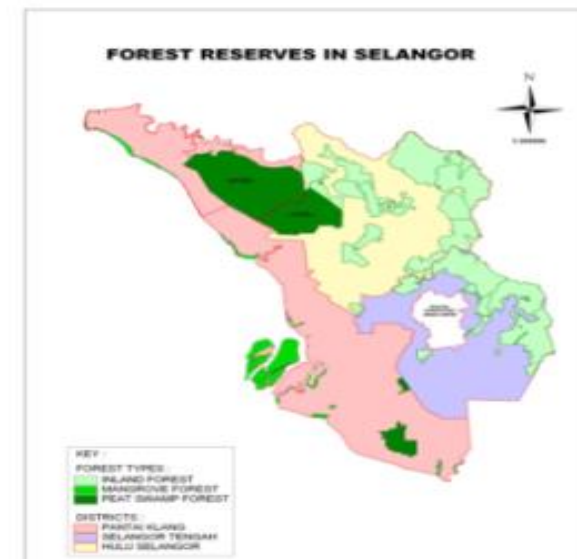 FOREST RESERVES IN SELANGOR
N
KEY :
FOREST TYPES :
INLAND FOREST
MANGROVE FOREST
PEAT SWAMP FOREST
DISTRICTS :
PANTAI KLANG
SELANGOR TENGAH
HULU SELANGOR